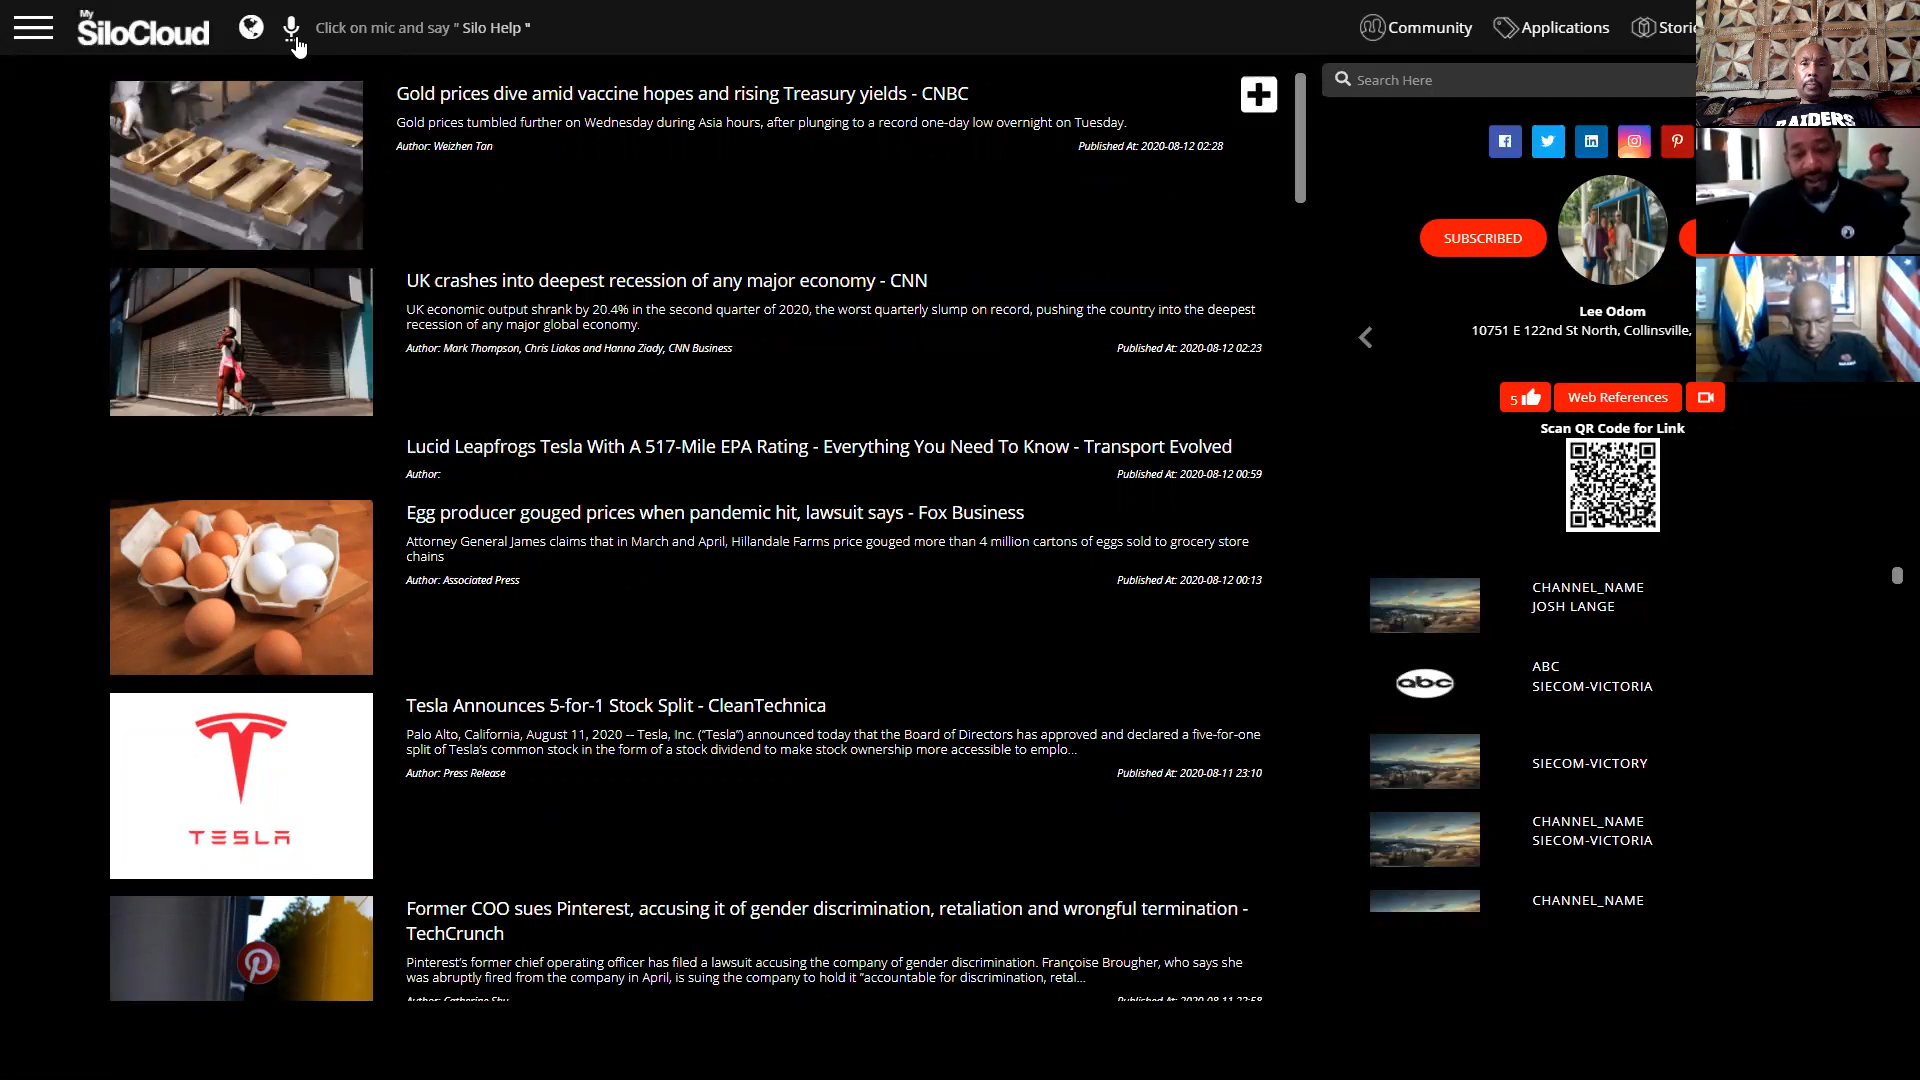 My
SiloCloud
Click on mic and say " Silo Help "
Community
Applications
Storie
Search Here
RAIDERS
Gold prices dive amid vaccine hopes and rising Treasury yields - CNBC
Gold prices tumbled further on Wednesday during Asia hours, after plunging to a record one-day low overnight on Tuesday.
Author: Weizhen Tan
Published At: 2020-08-12 02:28
UK crashes into deepest recession of any major economy - CNN
UK economic output shrank by 20.4% in the second quarter of 2020, the worst quarterly slump on record, pushing the country into the deepest
recession of any major global economy.
Author: Mark Thompson, Chris Liakos and Hanna Ziady, CNN Business
Published At: 2020-08-12 02:23
Lucid Leapfrogs Tesla With A 517-Mile EPA Rating - Everything You Need To Know - Transport Evolved
Author:
Published At: 2020-08-12 00:59
Egg producer gouged prices when pandemic hit, lawsuit says - Fox Business
Attorney General James claims that in March and April, Hillandale Farms price gouged more than 4 million cartons of eggs sold to grocery store
chains
Author: Associated Press
Published At: 2020-08-12 00:13
TESLA
Tesla Announces 5-for-1 Stock Split - CleanTechnica
Palo Alto, California, August 11, 2020 -- Tesla, Inc. ("Tesla") announced today that the Board of Directors has approved and declared a five-for-one
split of Tesla's common stock in the form of a stock dividend to make stock ownership more accessible to emplo...
Author: Press Release
Published At: 2020-08-11 23:10
Former COO sues Pinterest, accusing it of gender discrimination, retaliation and wrongful termination -
TechCrunch
Pinterest's former chief operating officer has filed a lawsuit accusing the company of gender discrimination. Françoise Brougher, who says she
was abruptly fired from the company in April, is suing the company to hold it "accountable for discrimination, retal...
Author: Catherine Shu
Published At: 2020-08-11 22:58
SUBSCRIBED
Lee Odom
10751 E 122nd St North, Collinsville,
5
Web References
Scan QR Code for Link
CHANNEL_NAME
JOSH LANGE
abc
ABC
SIECOM-VICTORIA
SIECOM-VICTORY
CHANNEL_NAME
SIECOM-VICTORIA
CHANNEL_NAME